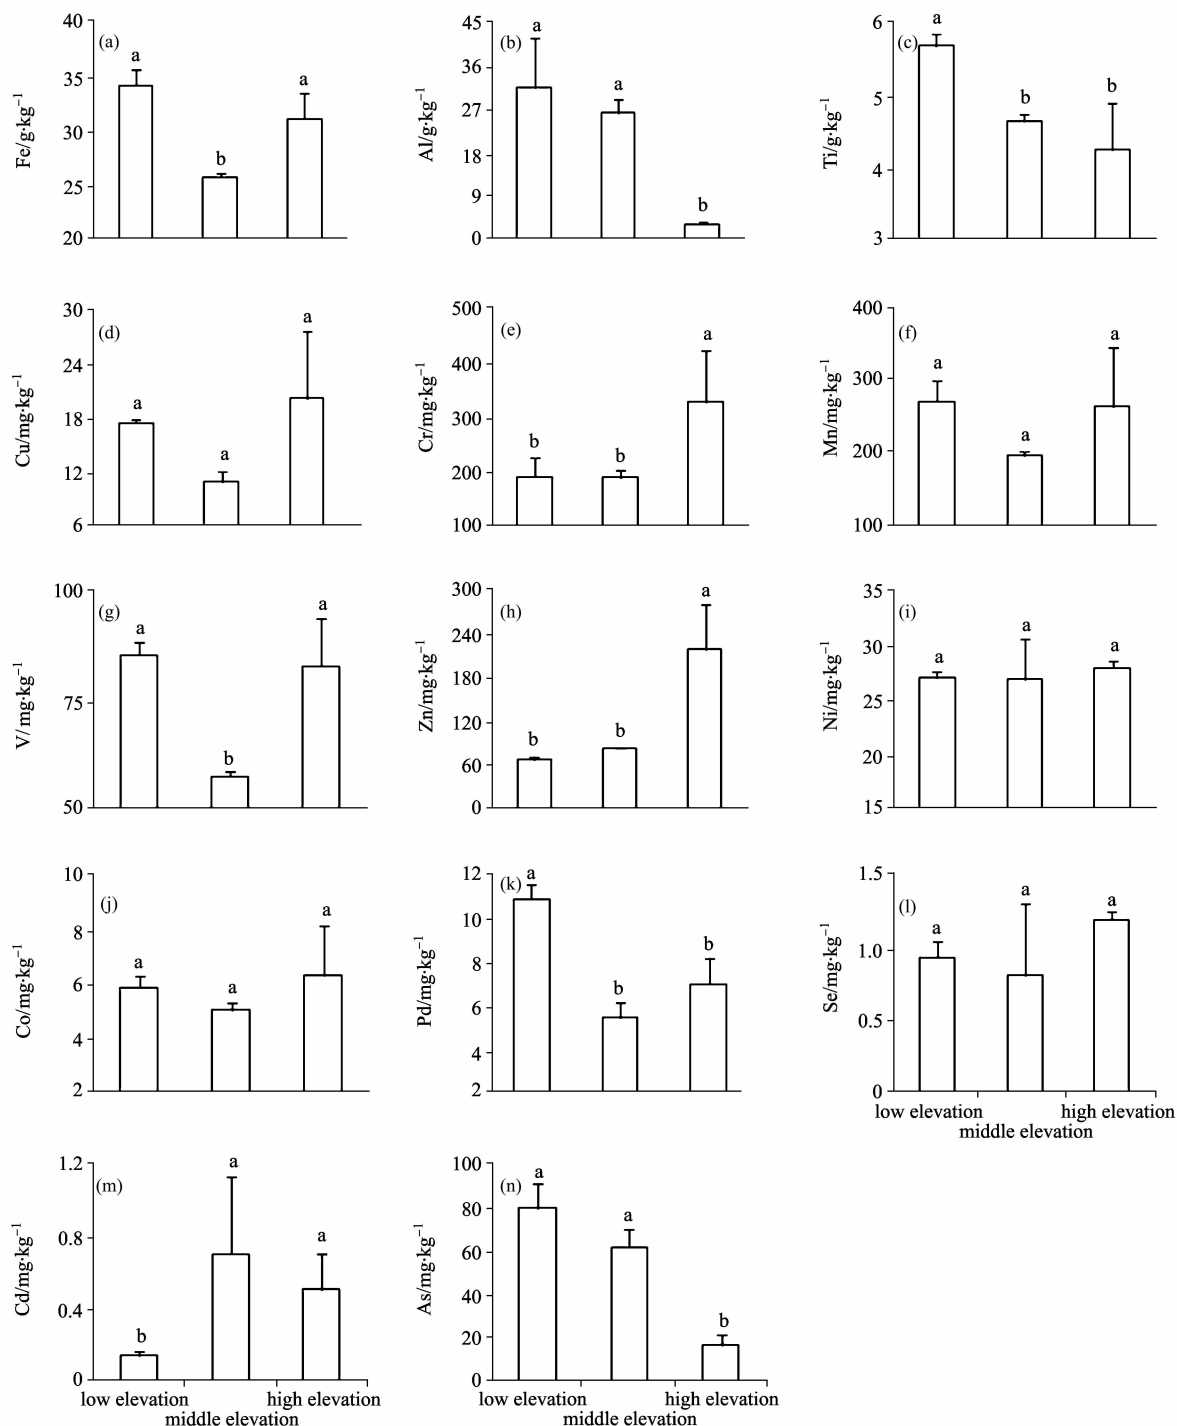 (a)
Fe/g·kg⁻¹
40
35
30
25
20
a
b
a
(b)
Al/g·kg⁻¹
45
36
27
18
9
0
a
a
b
(c)
Ti/g·kg⁻¹
6
5
4
3
a
b
b
(d)
Cu/mg·kg⁻¹
30
24
18
12
6
a
a
a
(e)
Cr/mg·kg⁻¹
500
400
300
200
100
b
b
a
(f)
Mn/mg·kg⁻¹
400
300
200
100
a
a
a
(g)
V/mg·kg⁻¹
100
75
50
a
b
a
(h)
Zn/mg·kg⁻¹
300
240
180
120
60
0
b
b
a
(i)
Ni/mg·kg⁻¹
35
30
25
20
15
a
a
a
(j)
Co/mg·kg⁻¹
10
8
6
4
2
a
a
a
(k)
Pd/mg·kg⁻¹
12
10
8
6
4
2
a
b
b
(l)
Se/mg·kg⁻¹
1.5
1.0
0.5
0
a
a
a
low elevation
middle elevation
high elevation
(m)
Cd/mg·kg⁻¹
1.2
0.8
0.4
0
b
a
a
low elevation
middle elevation
high elevation
(n)
As/mg·kg⁻¹
100
80
60
40
20
0
a
a
b
low elevation
middle elevation
high elevation